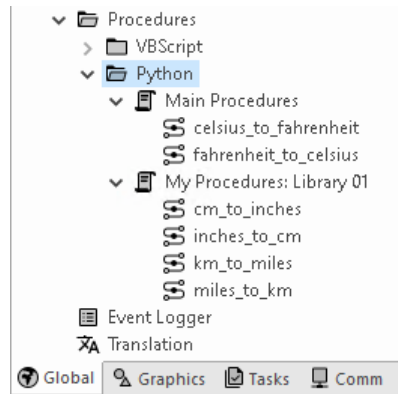 Procedures
VBScript
Python
Main Procedures
celsius_to_fahrenheit
fahrenheit_to_celsius
My Procedures: Library 01
cm_to_inches
inches_to_cm
km_to_miles
miles_to_km
Event Logger
Translation
Global Graphics Tasks Comm